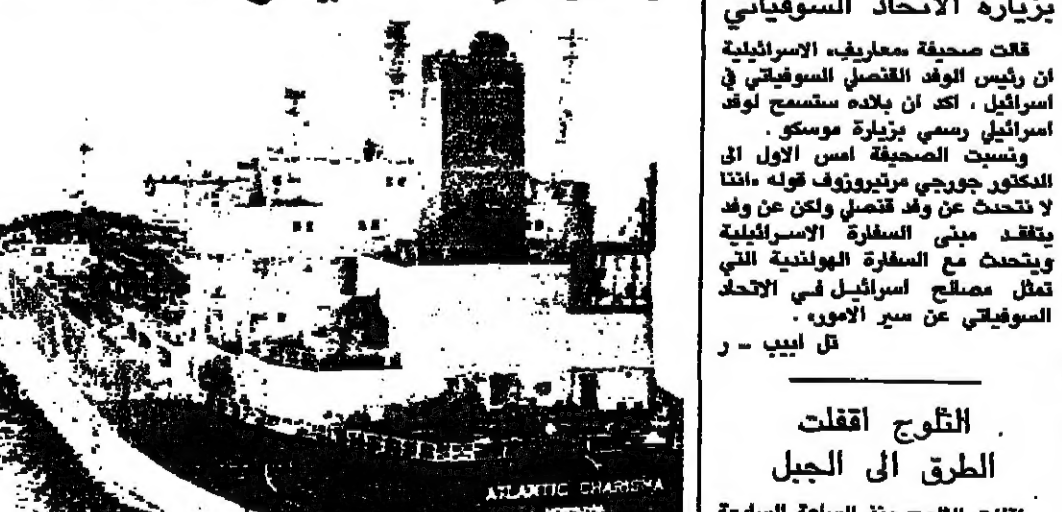 بزيارة الاتحاد السوفياتي
قالت صحيفة «معاريف» الاسرائيلية
ان رئيس الوفد القنصلي السوفياتي في
اسرائيل ، اكد ان بلاده ستسمح لوفد
اسرائيلي رسمي بزيارة موسكو .
ونسبت الصحيفة امس الاول الى
الدكتور جورجي مرتيروزوف قوله «اننا
لا نتحدث عن وفد قنصلي ولكن عن وفد
يتفقد مبنى السفارة الاسرائيلية
ويتحدث مع السفارة الهولندية التي
تمثل مصالح اسرائيل في الاتحاد
السوفياتي عن سير الامور» .
تل ابيب – ر
الثلوج اقفلت
الطرق الى الجبل
ATLANTIC CHARISMA